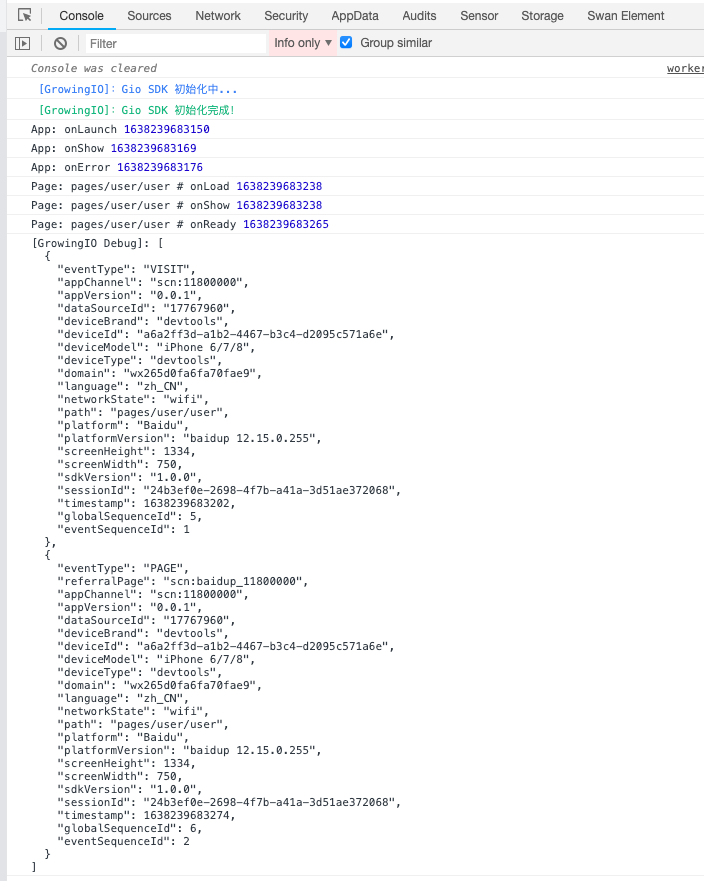 Console Sources Network Security AppData Audits Sensor Storage Swan Element
Filter Info only ▼ Group similar
Console was cleared worker
[GrowingIO]: Gio SDK 初始化中...
[GrowingIO]: Gio SDK 初始化完成!
App: onLaunch 1638239683150
App: onShow 1638239683169
App: onError 1638239683176
Page: pages/user/user # onLoad 1638239683238
Page: pages/user/user # onShow 1638239683238
Page: pages/user/user # onReady 1638239683265
[GrowingIO Debug]: [
{
"eventType": "VISIT",
"appChannel": "scn:11800000",
"appVersion": "0.0.1",
"dataSourceId": "17767960",
"deviceBrand": "devtools",
"deviceId": "a6a2ff3d-a1b2-4467-b3c4-d2095c571a6e",
"deviceModel": "iPhone 6/7/8",
"deviceType": "devtools",
"domain": "wx265d0fa6fa70fae9",
"language": "zh_CN",
"networkState": "wifi",
"path": "pages/user/user",
"platform": "Baidu",
"platformVersion": "baidup 12.15.0.255",
"screenHeight": 1334,
"screenWidth": 750,
"sdkVersion": "1.0.0",
"sessionId": "24b3ef0e-2698-4f7b-a41a-3d51ae372068",
"timestamp": 1638239683202,
"globalSequenceId": 5,
"eventSequenceId": 1
},
{
"eventType": "PAGE",
"referralPage": "scn:baidup_11800000",
"appChannel": "scn:11800000",
"appVersion": "0.0.1",
"dataSourceId": "17767960",
"deviceBrand": "devtools",
"deviceId": "a6a2ff3d-a1b2-4467-b3c4-d2095c571a6e",
"deviceModel": "iPhone 6/7/8",
"deviceType": "devtools",
"domain": "wx265d0fa6fa70fae9",
"language": "zh_CN",
"networkState": "wifi",
"path": "pages/user/user",
"platform": "Baidu",
"platformVersion": "baidup 12.15.0.255",
"screenHeight": 1334,
"screenWidth": 750,
"sdkVersion": "1.0.0",
"sessionId": "24b3ef0e-2698-4f7b-a41a-3d51ae372068",
"timestamp": 1638239683274,
"globalSequenceId": 6,
"eventSequenceId": 2
}
]